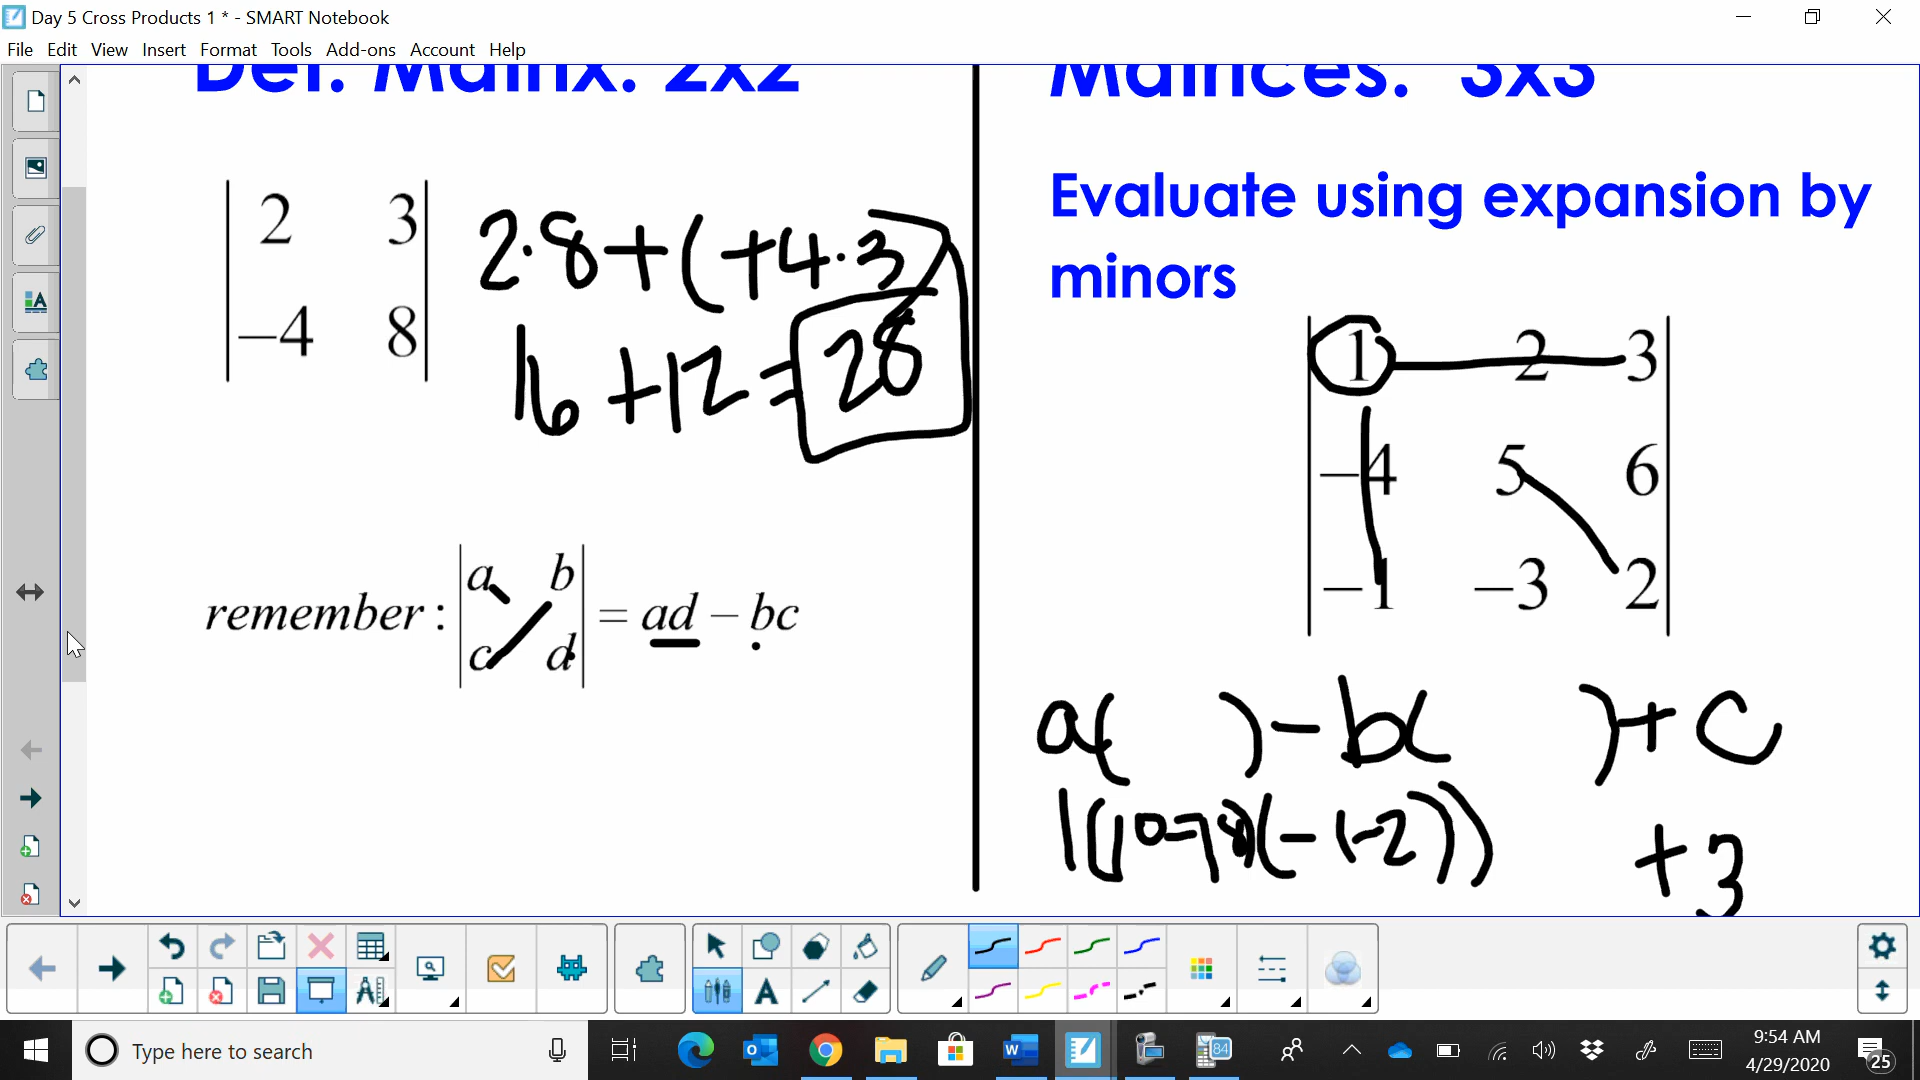 Day 5 Cross Products 1 * - SMART Notebook
File Edit View Insert Format Tools Add-ons Account Help
Det. Matrix: 2x2
2 3
-4 8
2·8+(+4·3)
16+12=28
remember: a b
c d
= ad − bc
Matrices: 3x3
Evaluate using expansion by
minors
1 2 3
−4 5 6
−1 −3 2
a( )-b( )+c
+3
Type here to search
84
9:54 AM
4/29/2020
25